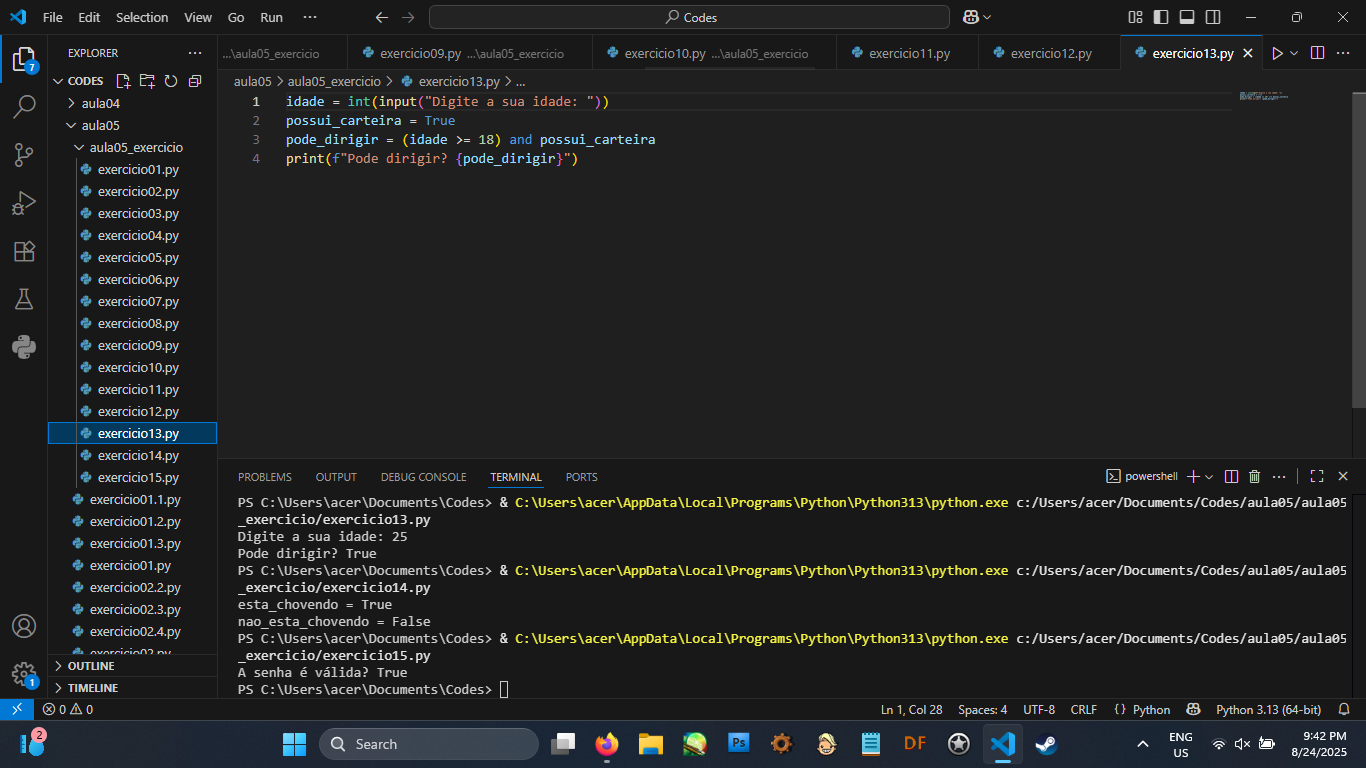 File Edit Selection View Go Run ···
Codes
EXPLORER ···
7
CODES
aula04
aula05
aula05_exercicio
exercicio01.py
exercicio02.py
exercicio03.py
exercicio04.py
exercicio05.py
exercicio06.py
exercicio07.py
exercicio08.py
exercicio09.py
exercicio10.py
exercicio11.py
exercicio12.py
exercicio13.py
exercicio14.py
exercicio15.py
exercicio01.1.py
exercicio01.2.py
exercicio01.3.py
exercicio01.py
exercicio02.2.py
exercicio02.3.py
exercicio02.4.py
exercicio02.py
OUTLINE
TIMELINE
1
...\aula05_exercicio exercicio09.py ...\aula05_exercicio exercicio10.py ...\aula05_exercicio exercicio11.py exercicio12.py exercicio13.py ···
aula05 > aula05_exercicio > exercicio13.py > ...
1 idade = int(input("Digite a sua idade: "))
2 possui_carteira = True
3 pode_dirigir = (idade >= 18) and possui_carteira
4 print(f"Pode dirigir? {pode_dirigir}")
PROBLEMS OUTPUT DEBUG CONSOLE TERMINAL PORTS powershell ···
PS C:\Users\acer\Documents\Codes> & C:\Users\acer\AppData\Local\Programs\Python\Python313\python.exe c:/Users/acer/Documents/Codes/aula05/aula05
_exercicio/exercicio13.py
Digite a sua idade: 25
Pode dirigir? True
PS C:\Users\acer\Documents\Codes> & C:\Users\acer\AppData\Local\Programs\Python\Python313\python.exe c:/Users/acer/Documents/Codes/aula05/aula05
_exercicio/exercicio14.py
esta_chovendo = True
nao_esta_chovendo = False
PS C:\Users\acer\Documents\Codes> & C:\Users\acer\AppData\Local\Programs\Python\Python313\python.exe c:/Users/acer/Documents/Codes/aula05/aula05
_exercicio/exercicio15.py
A senha é válida? True
PS C:\Users\acer\Documents\Codes>
0 0 Ln 1, Col 28 Spaces: 4 UTF-8 CRLF {} Python Python 3.13 (64-bit)
2
Search
Ps
DF
ENG
US
9:42 PM
8/24/2025